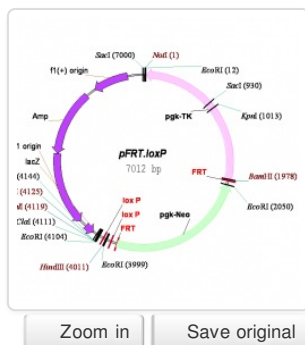 SacI (7000)
NotI (1)
f1(+) origin
EcoRI (12)
SacI (930)
Amp
pgk-TK
KpnI (1013)
1 origin
lacZ
pFRT.loxP
7012 bp
(4144)
(4125)
(4119)
ClaI (4111)
EcoRI (4104)
HindIII (4011)
EcoRI (3999)
lox P
lox P
FRT
pgk-Neo
FRT
BamHI (1978)
EcoRI (2050)
Zoom in
Save original